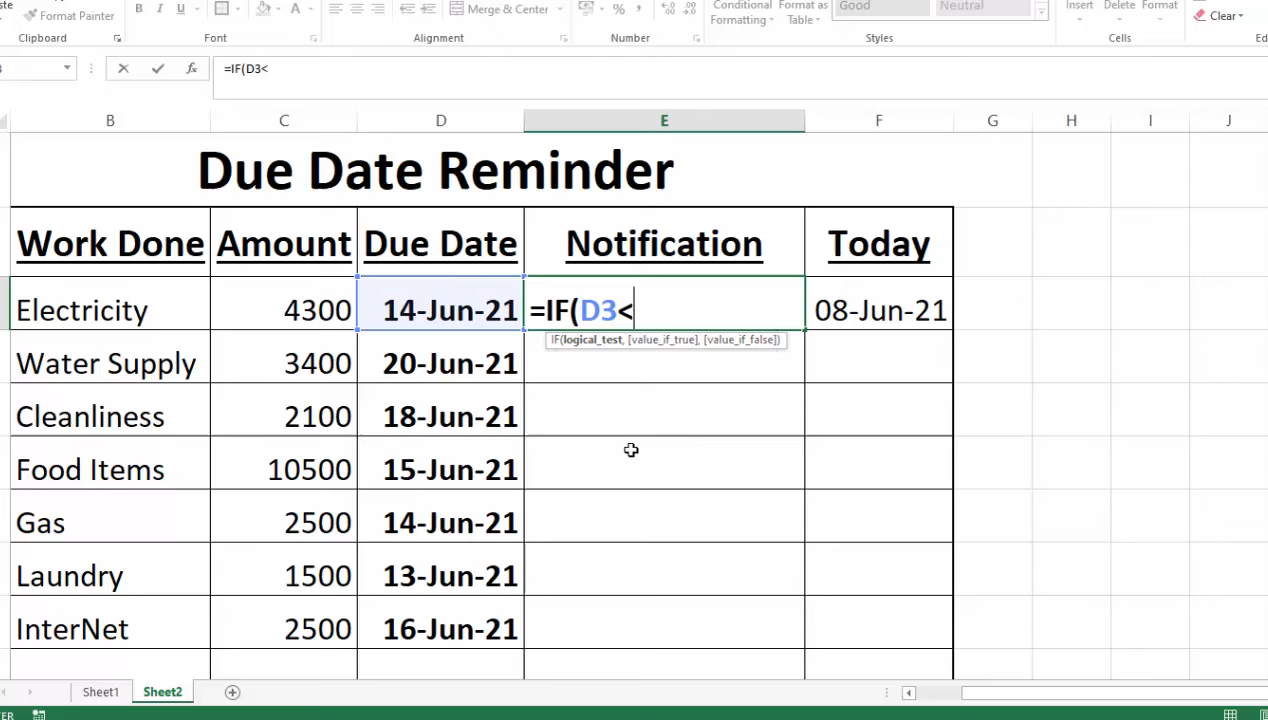 Format Painter
B I U A
Merge & Center
%
Conditional
Formatting
Format as
Table
Good
Neutral
Insert
Delete
Format
Clear
Clipboard
Font
Alignment
Number
Styles
Cells
fx
=IF(D3<
B C D E F G H I J
Due Date Reminder
Work Done Amount Due Date Notification Today
Electricity 4300 14-Jun-21 =IF(D3< 08-Jun-21
IF(logical_test, [value_if_true], [value_if_false])
Water Supply 3400 20-Jun-21
Cleanliness 2100 18-Jun-21
Food Items 10500 15-Jun-21
Gas 2500 14-Jun-21
Laundry 1500 13-Jun-21
InterNet 2500 16-Jun-21
Sheet1 Sheet2